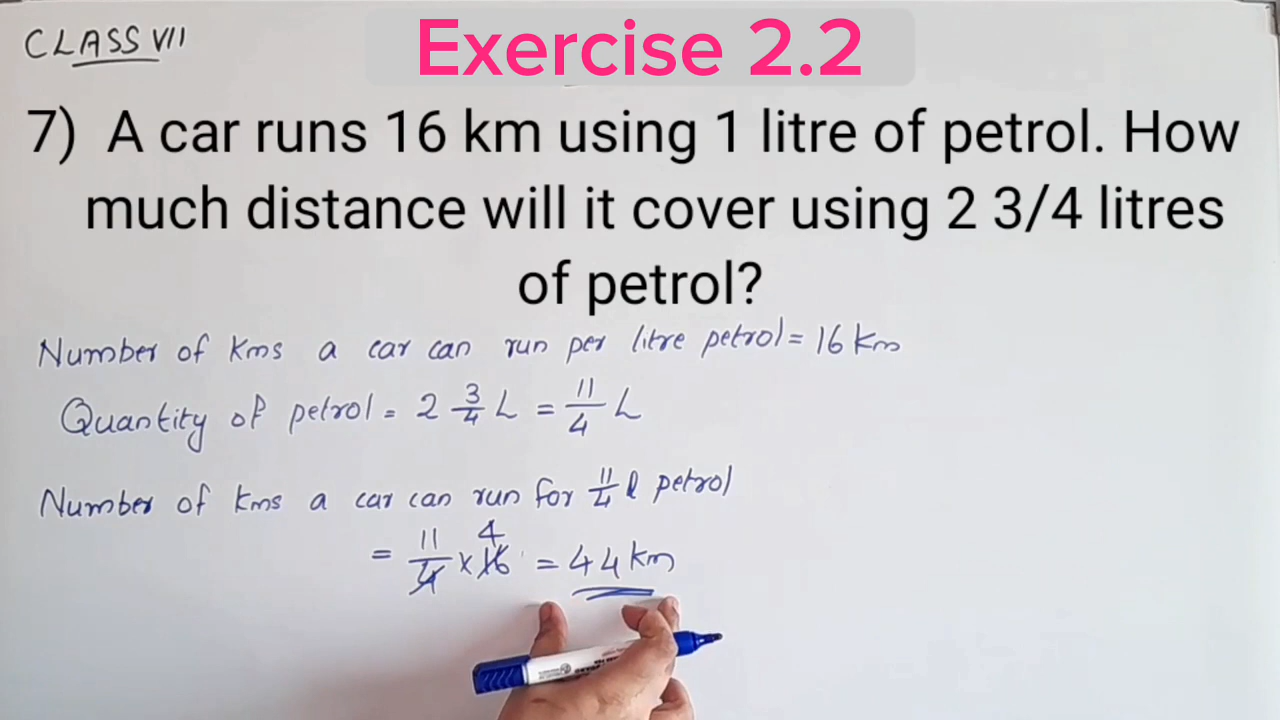 CLASS VII
Exercise 2.2
7) A car runs 16 km using 1 litre of petrol. How
much distance will it cover using 2 3/4 litres
of petrol?
Number of Kms a car can run per litre petrol = 16 Km
Quantity of petrol = 2 3/4 L = 11/4 L
Number of Kms a car can run for 11/4 l petrol
= 11/4 x 16 4 = 44 km